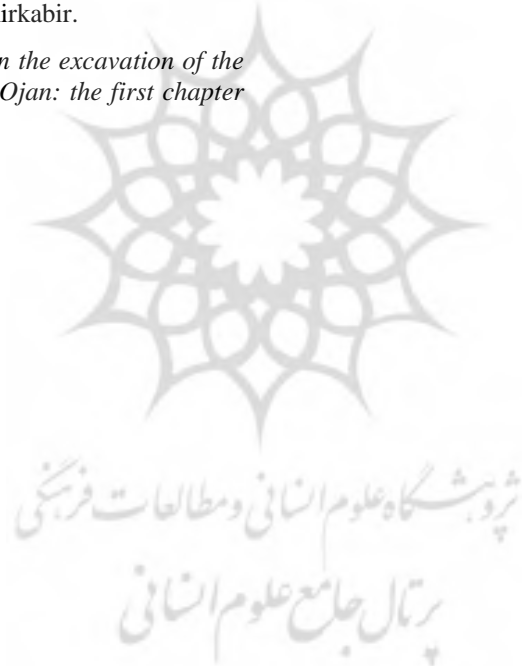 irkabir.
n the excavation of the
Ojan: the first chapter
پژوهشگاه علوم انسانی و مطالعات فرهنگی
پرتال جامع علوم انسانی